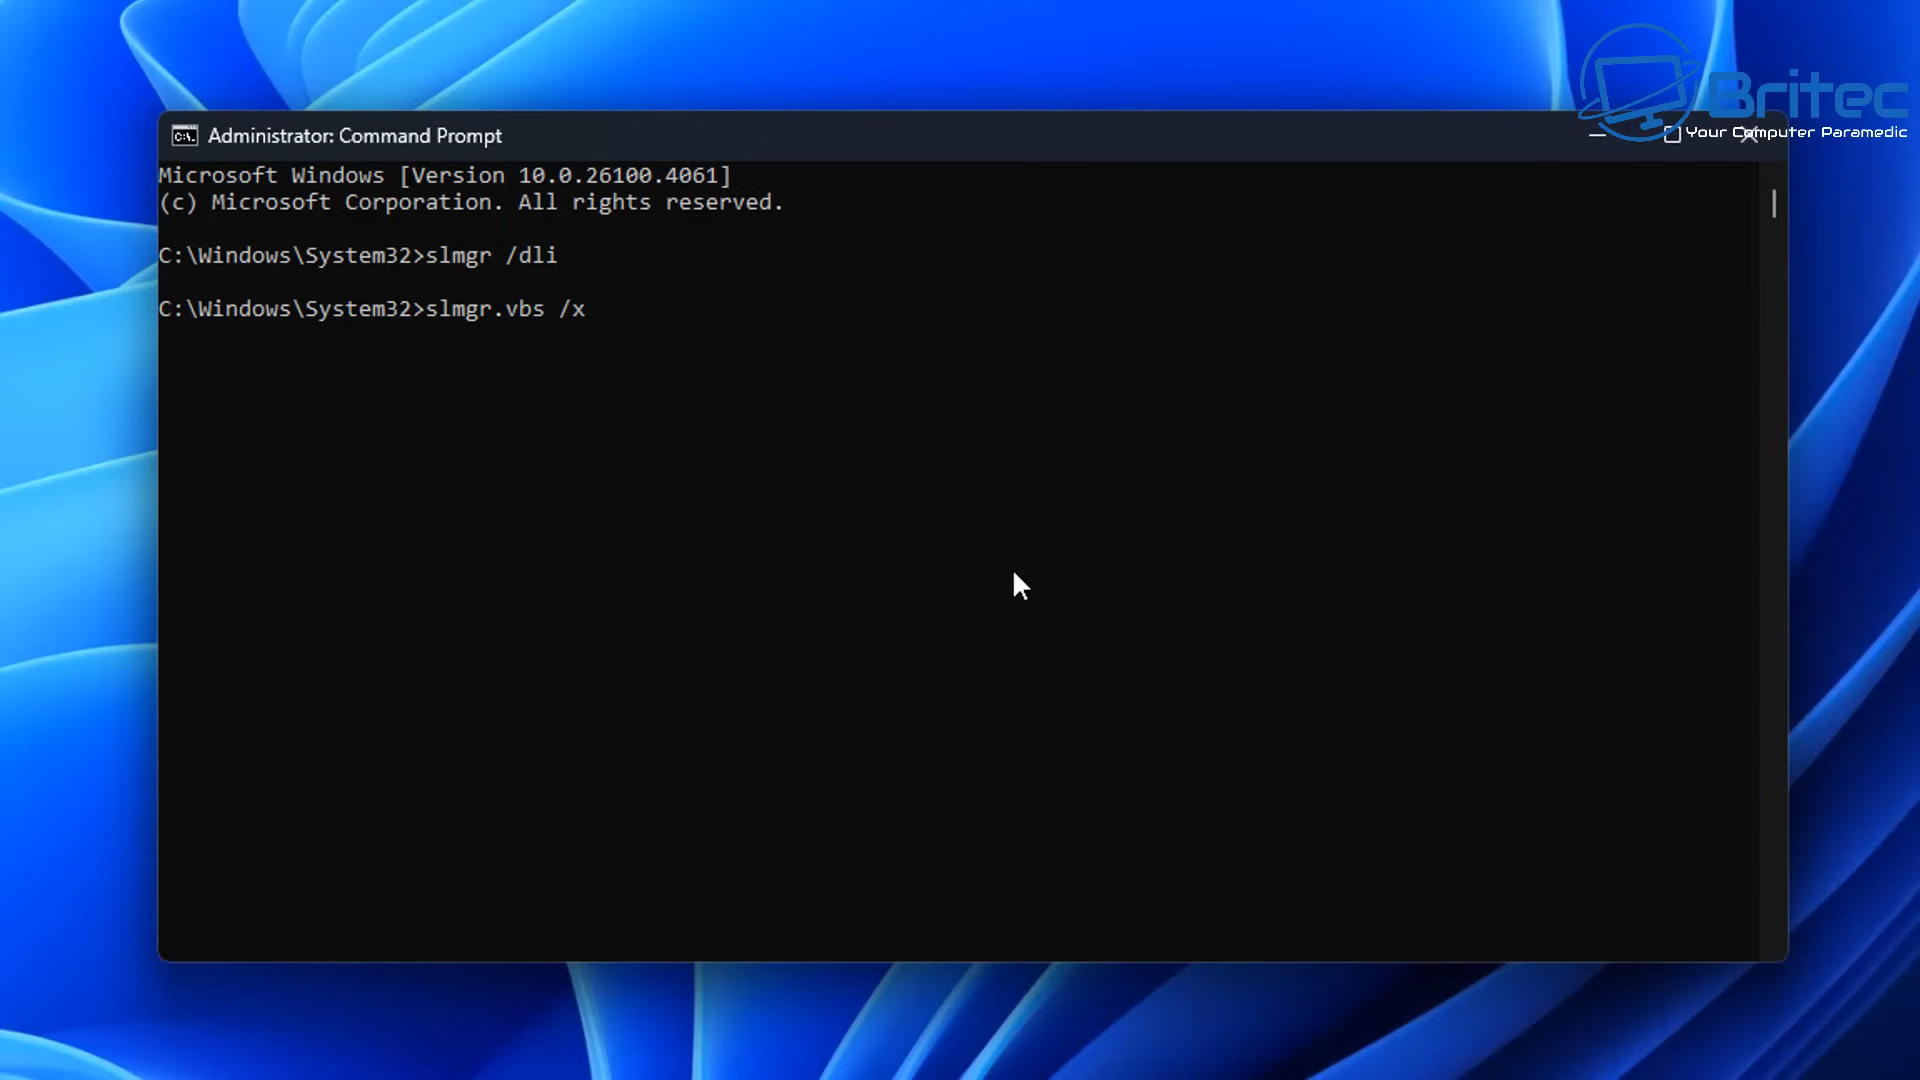 Britec
Your Computer Paramedic
Administrator: Command Prompt
Microsoft Windows [Version 10.0.26100.4061]
(c) Microsoft Corporation. All rights reserved.
C:\Windows\System32>slmgr /dli
C:\Windows\System32>slmgr.vbs /x